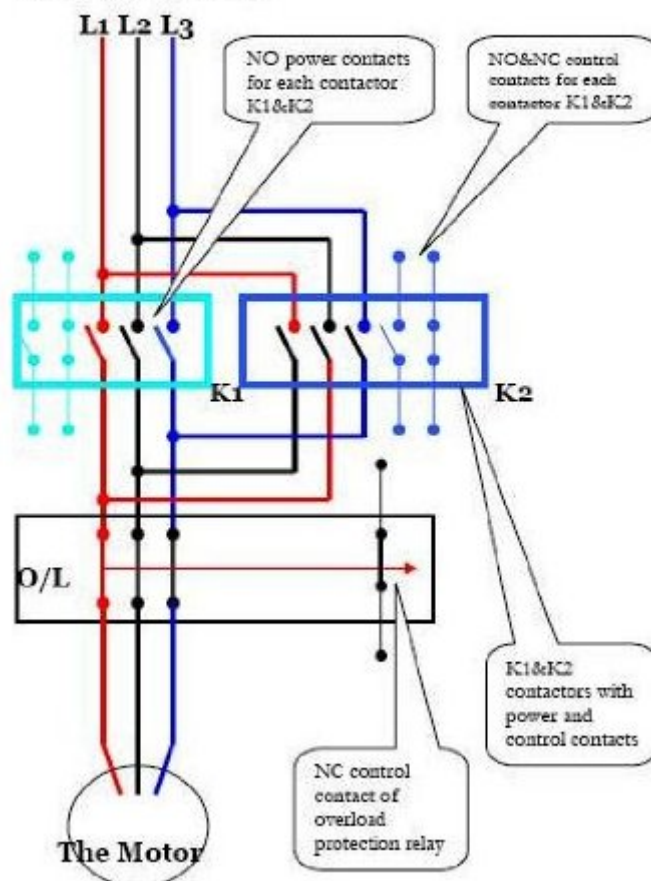 L1 L2 L3
NO power contacts
for each contactor
K1&K2
NO&NC control
contacts for each
contactor K1&K2
K1
K2
O/L
K1&K2
contactors with
power and
control contacts
NC control
contact of
overload
protection relay
The Motor